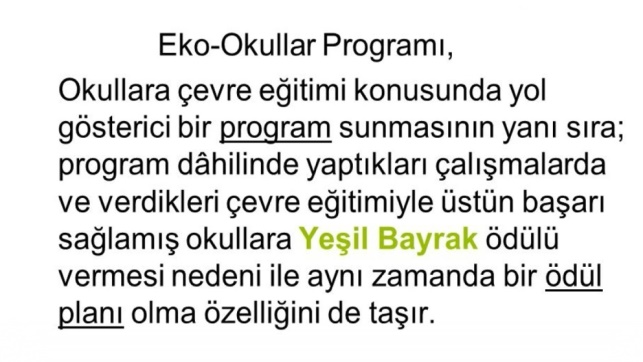 Eko-Okullar Programı,
Okullara çevre eğitimi konusunda yol
gösterici bir program sunmasının yanı sıra;
program dâhilinde yaptıkları çalışmalarda
ve verdikleri çevre eğitimiyle üstün başarı
sağlamış okullara Yeşil Bayrak ödülü
vermesi nedeni ile aynı zamanda bir ödül
planı olma özelliğini de taşır.